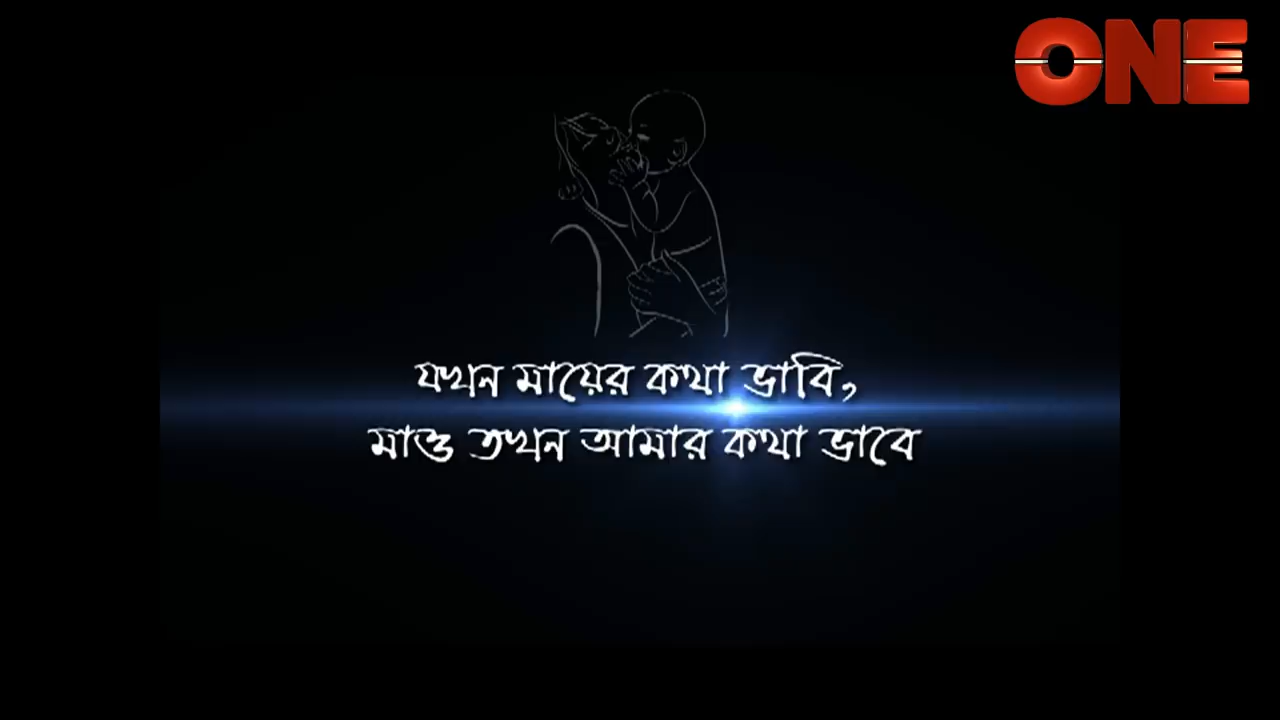 ONE
যখন মায়ের কথা ভাবি,
মাও তখন আমার কথা ভাবে